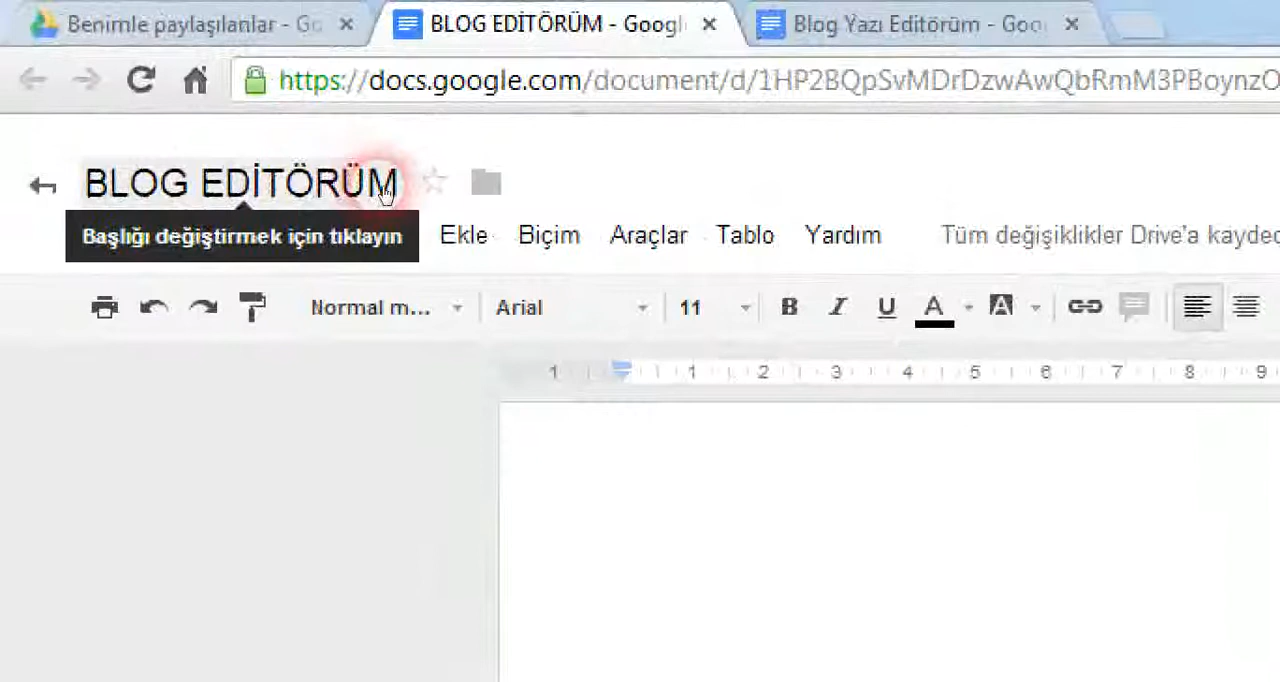 Benimle paylaşılanlar - Go
BLOG EDİTÖRÜM - Googl
Blog Yazı Editörüm - Goo
https://docs.google.com/document/d/1HP2BQpSvMDrDzwAwQbRmM3PBoynzO
BLOG EDİTÖRÜM
Başlığı değiştirmek için tıklayın
Ekle Biçim Araçlar Tablo Yardım Tüm değişiklikler Drive'a kaydec
Normal m... Arial 11 B I U A A
1 1 2 3 4 5 6 7 8 9